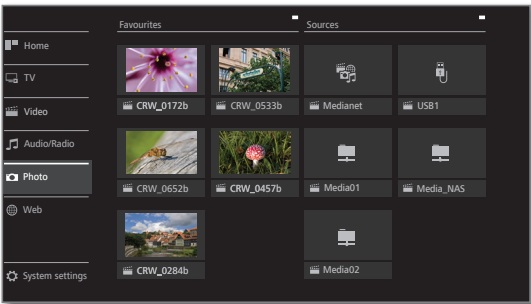 Favourites
Sources
Home
TV
Video
Audio/Radio
Photo
Web
System settings
CRW_0172b
CRW_0533b
Medianet
USB1
CRW_0652b
CRW_0457b
Media01
Media_NAS
CRW_0284b
Media02